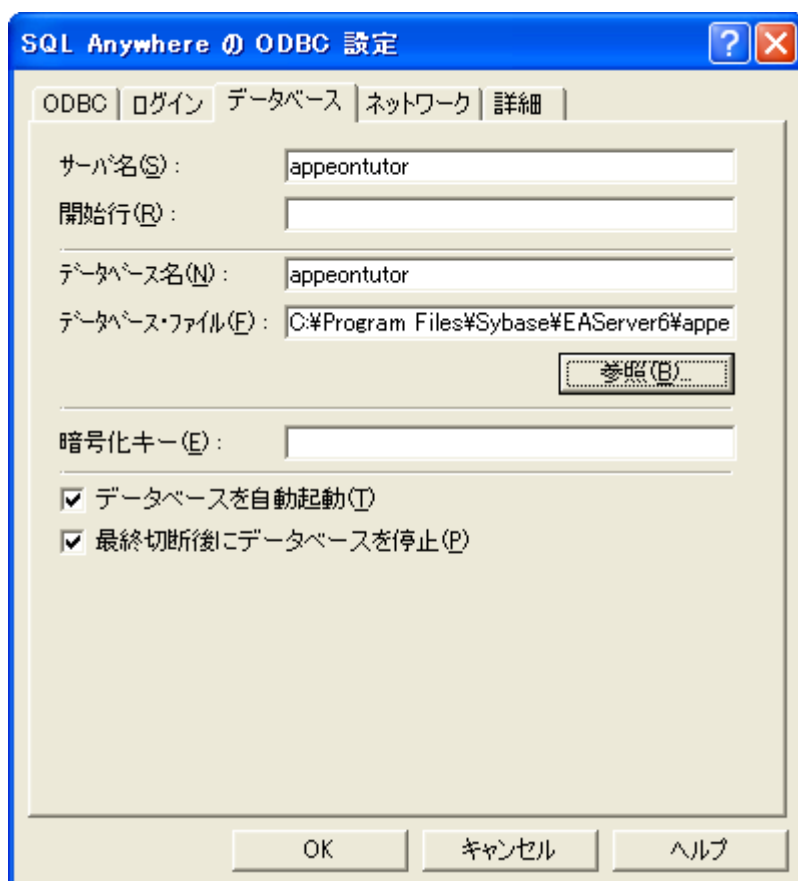 SQL Anywhere の ODBC 設定
ODBC ログイン データベース ネットワーク 詳細
サーバ名(S): appeontutor
開始行(R):
データベース名(N): appeontutor
データベース・ファイル(F): C:¥Program Files¥Sybase¥EAServer6¥appe
参照(B)...
暗号化キー(E):
データベースを自動起動(T)
最終切断後にデータベースを停止(P)
OK キャンセル ヘルプ